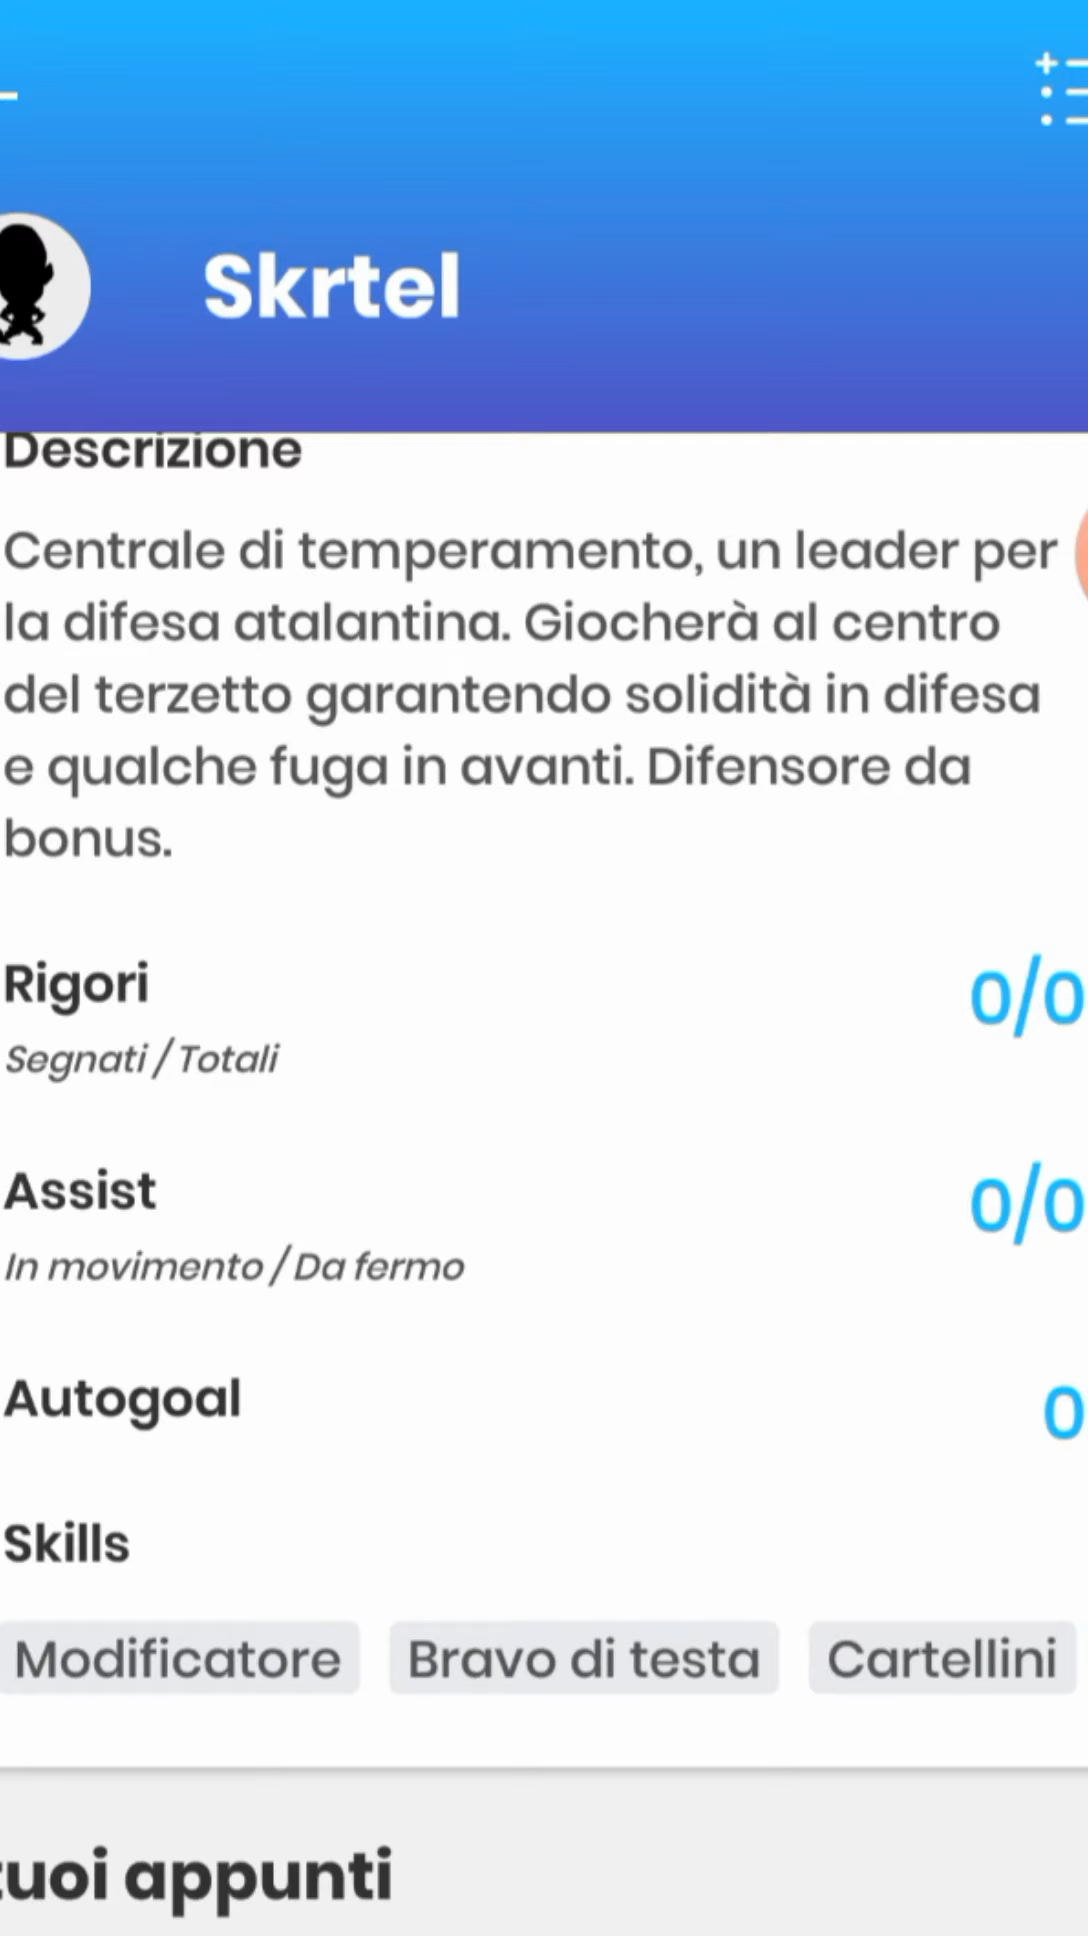 Skrtel
Descrizione
Centrale di temperamento, un leader per
la difesa atalantina. Giocherà al centro
del terzetto garantendo solidità in difesa
e qualche fuga in avanti. Difensore da
bonus.
Rigori
0/0
Segnati / Totali
Assist
0/0
In movimento / Da fermo
Autogoal
0
Skills
Modificatore Bravo di testa Cartellini
tuoi appunti